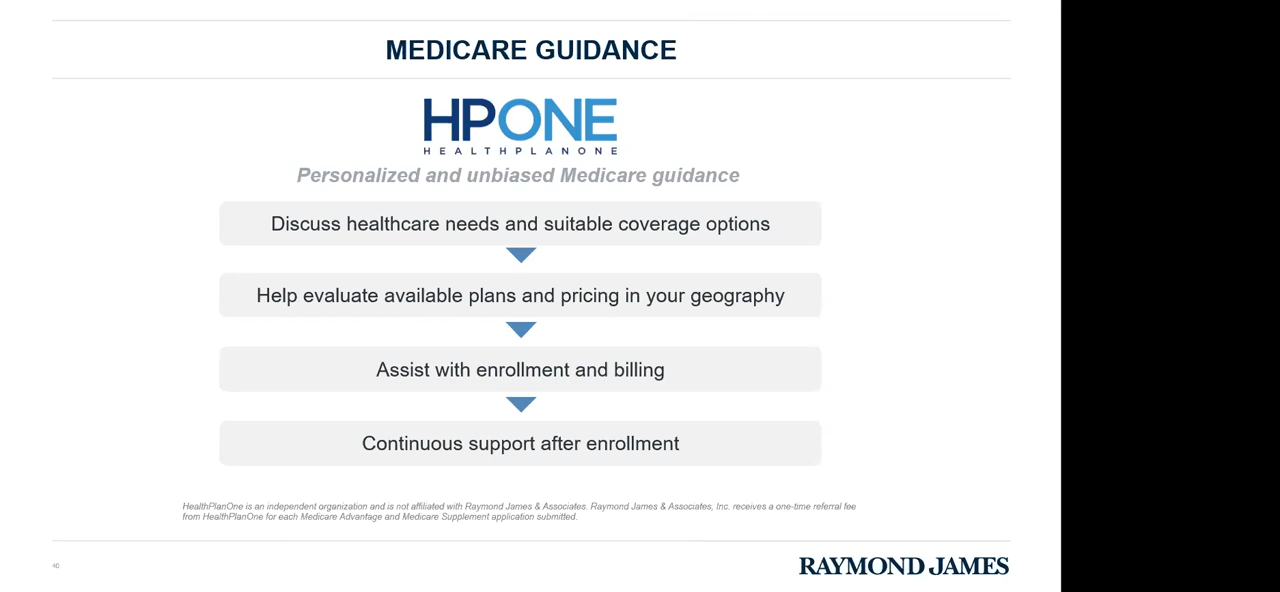 MEDICARE GUIDANCE
HPONE
HEALTHPLANONE
Personalized and unbiased Medicare guidance
Discuss healthcare needs and suitable coverage options
Help evaluate available plans and pricing in your geography
Assist with enrollment and billing
Continuous support after enrollment
HealthPlanOne is an independent organization and is not affiliated with Raymond James & Associates. Raymond James & Associates, Inc. receives a one-time referral fee
from HealthPlanOne for each Medicare Advantage and Medicare Supplement application submitted.
40
RAYMOND JAMES